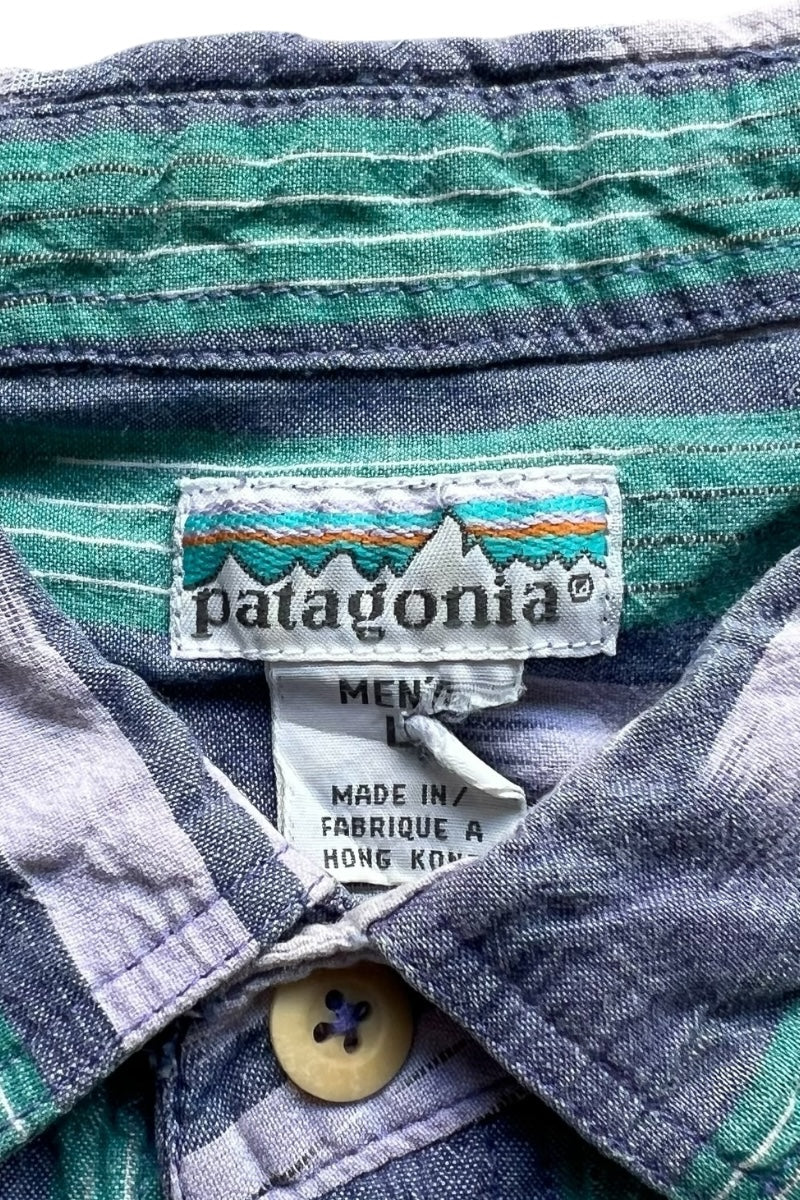 patagonia®
MEN'S
L
MADE IN/
FABRIQUE A
HONG KONG